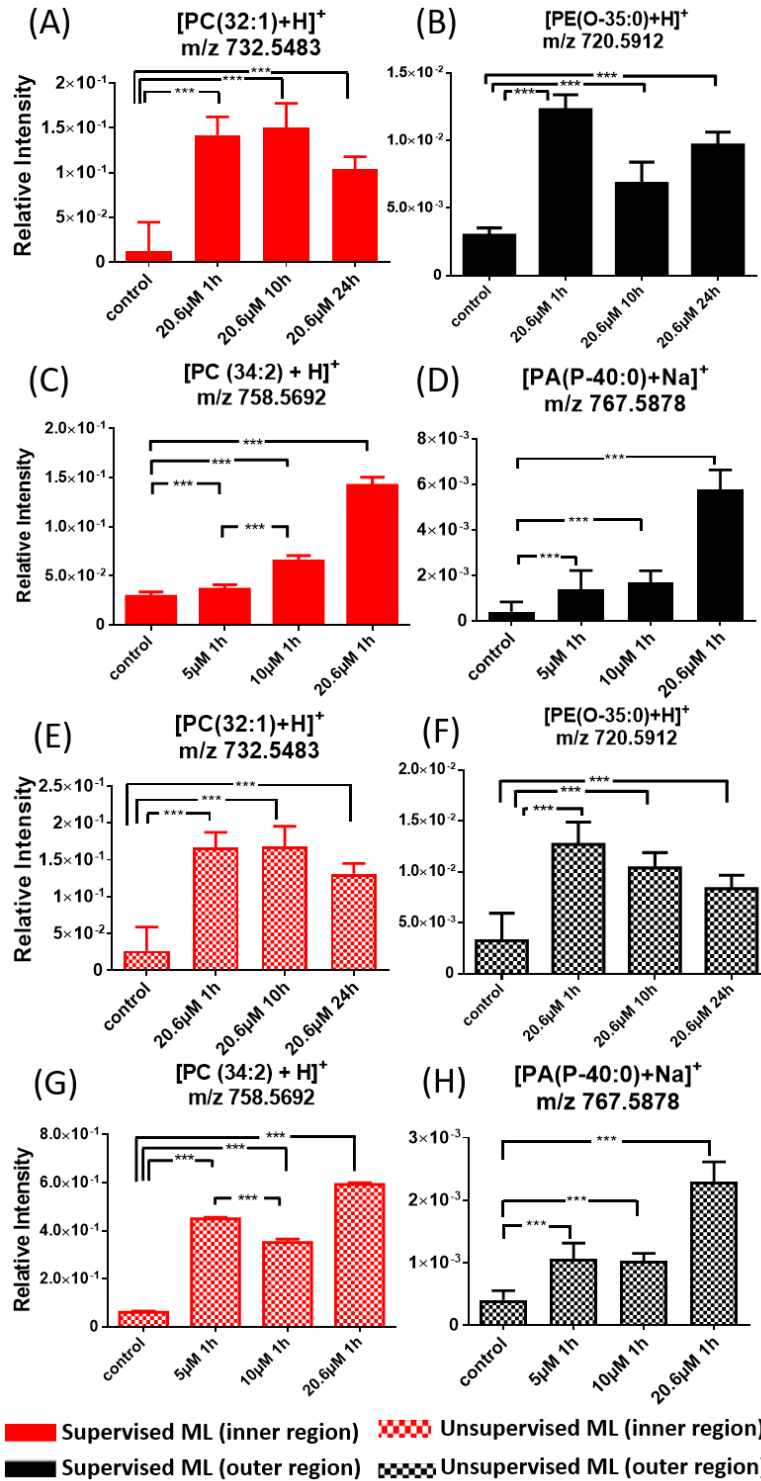 (A)
[PC(32:1)+H]⁺
m/z 732.5483
Relative Intensity
2×10⁻¹
1.5×10⁻¹
1×10⁻¹
5×10⁻²
0
***
***
***
control
20.6µM 1h
20.6µM 10h
20.6µM 24h
(B)
[PE(O-35:0)+H]⁺
m/z 720.5912
1.5×10⁻²
1.0×10⁻²
5.0×10⁻³
0
***
***
***
control
20.6µM 1h
20.6µM 10h
20.6µM 24h
(C)
[PC (34:2) + H]⁺
m/z 758.5692
Relative Intensity
2.0×10⁻¹
1.5×10⁻¹
1.0×10⁻¹
5.0×10⁻²
0
***
***
***
***
control
5µM 1h
10µM 1h
20.6µM 1h
(D)
[PA(P-40:0)+Na]⁺
m/z 767.5878
8×10⁻³
6×10⁻³
4×10⁻³
2×10⁻³
0
***
***
***
control
5µM 1h
10µM 1h
20.6µM 1h
(E)
[PC(32:1)+H]⁺
m/z 732.5483
Relative Intensity
2.5×10⁻¹
2×10⁻¹
1.5×10⁻¹
1×10⁻¹
5×10⁻²
0
***
***
***
control
20.6µM 1h
20.6µM 10h
20.6µM 24h
(F)
[PE(O-35:0)+H]⁺
m/z 720.5912
2.0×10⁻²
1.5×10⁻²
1.0×10⁻²
5.0×10⁻³
0
***
***
***
control
20.6µM 1h
20.6µM 10h
20.6µM 24h
(G)
[PC (34:2) + H]⁺
m/z 758.5692
Relative Intensity
8.0×10⁻¹
6.0×10⁻¹
4.0×10⁻¹
2.0×10⁻¹
0
***
***
***
***
control
5µM 1h
10µM 1h
20.6µM 1h
(H)
[PA(P-40:0)+Na]⁺
m/z 767.5878
3×10⁻³
2×10⁻³
1×10⁻³
0
***
***
***
control
5µM 1h
10µM 1h
20.6µM 1h
Supervised ML (inner region)
Unsupervised ML (inner region)
Supervised ML (outer region)
Unsupervised ML (outer region)